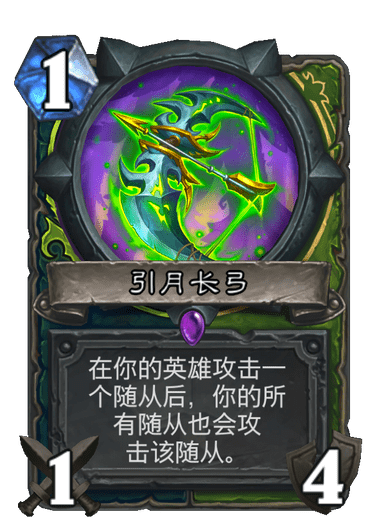 1
引月长弓
在你的英雄攻击一
个随从后，你的所
有随从也会攻
击该随从。
1
4